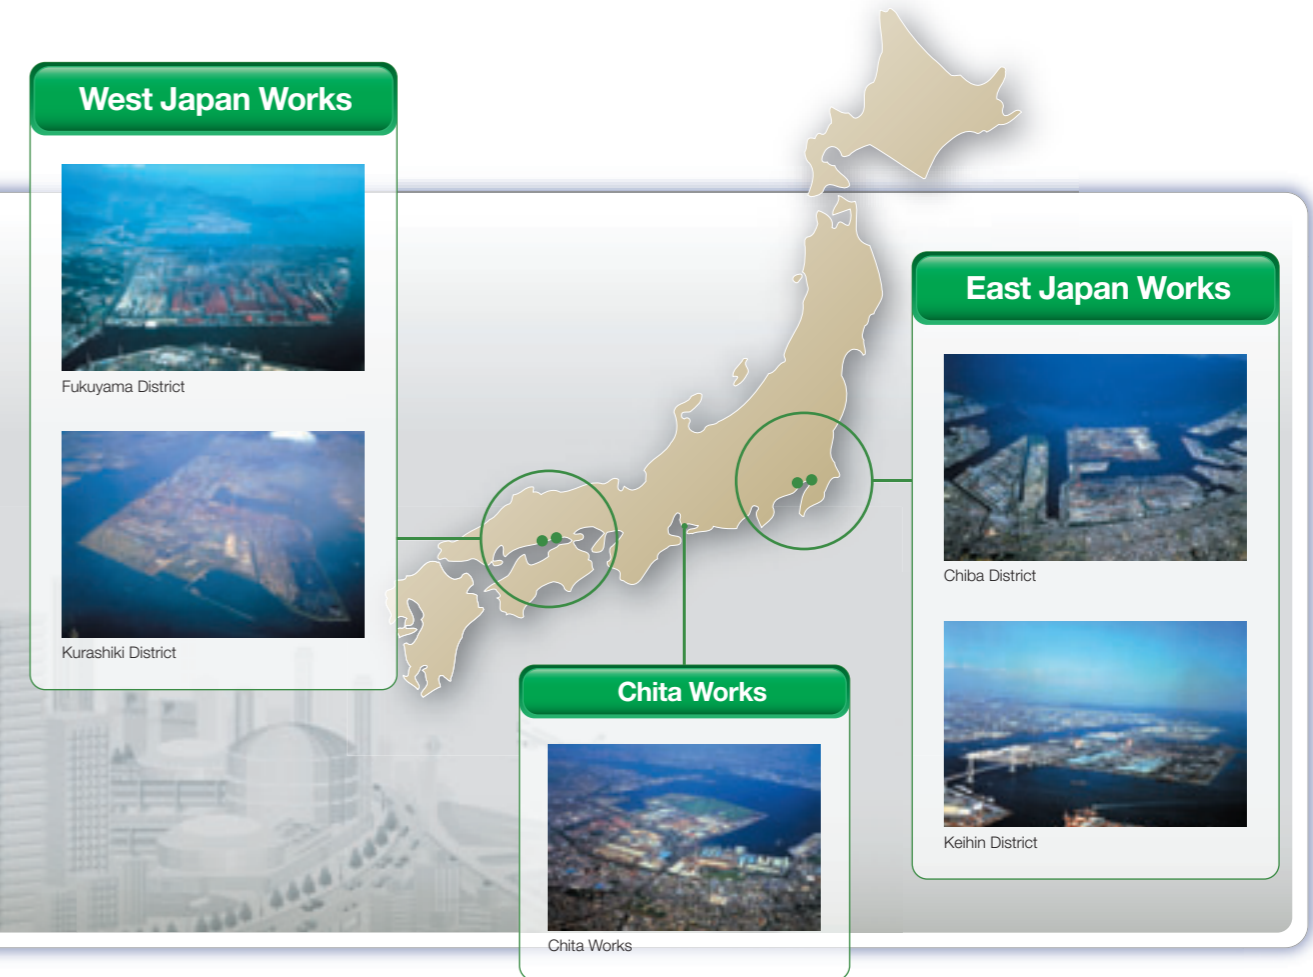 West Japan Works
Fukuyama District
Kurashiki District
East Japan Works
Chiba District
Keihin District
Chita Works
Chita Works